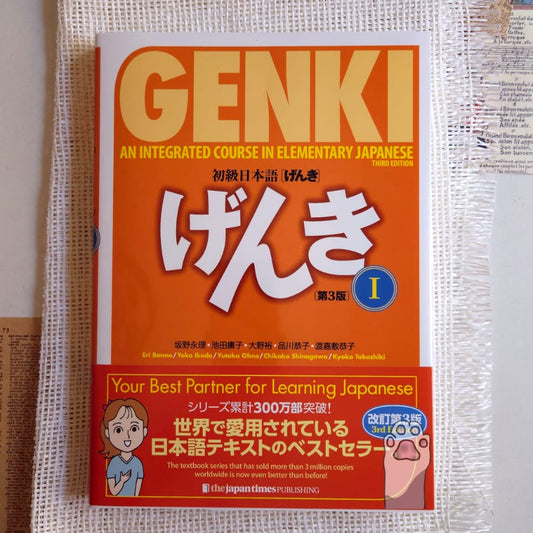 GENKI
AN INTEGRATED COURSE IN ELEMENTARY JAPANESE
THIRD EDITION
初級日本語[げんき]
げんき
[第3版]
I
坂野永理・池田庸子・大野裕・品川恭子・渡嘉敷恭子
Eri Banno/Yoko Ikeda/Yutaka Ohno/Chikako Shinagawa/Kyoko Tokashiki
Your Best Partner for Learning Japanese
シリーズ累計300万部突破!
世界で愛用されている
日本語テキストのベストセラー
改訂第3版
3rd
The textbook series that has sold more than 3 million copies
worldwide is now even better than before!
the japan times PUBLISHING